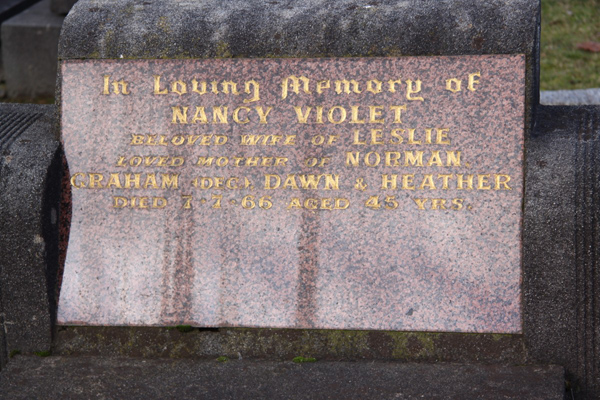 In Loving Memory of
NANCY VIOLET
BELOVED WIFE OF LESLIE
LOVED MOTHER OF NORMAN,
GRAHAM (DEC), DAWN & HEATHER
DIED 7-7-66 AGED 45 YRS.